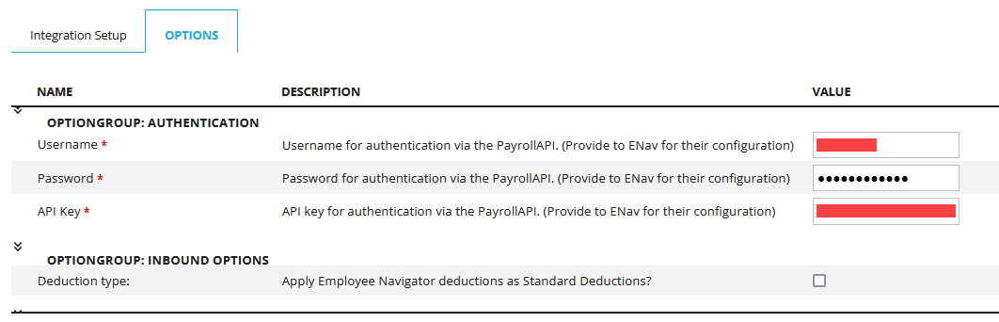 Integration Setup OPTIONS
NAME DESCRIPTION VALUE
OPTIONGROUP: AUTHENTICATION
Username * Username for authentication via the PayrollAPI. (Provide to ENav for their configuration)
Password * Password for authentication via the PayrollAPI. (Provide to ENav for their configuration) ●●●●●●●●●●●●
API Key * API key for authentication via the PayrollAPI. (Provide to ENav for their configuration)
OPTIONGROUP: INBOUND OPTIONS
Deduction type: Apply Employee Navigator deductions as Standard Deductions?